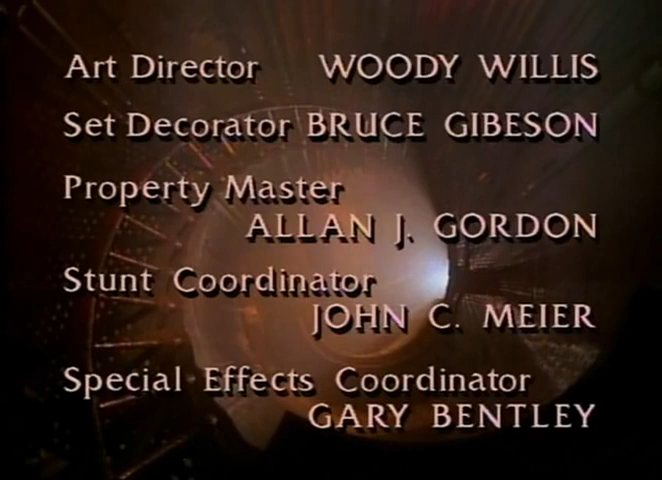 Art Director WOODY WILLIS
Set Decorator BRUCE GIBESON
Property Master
ALLAN J. GORDON
Stunt Coordinator
JOHN C. MEIER
Special Effects Coordinator
GARY BENTLEY